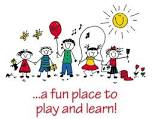 ...a fun place to
play and learn!